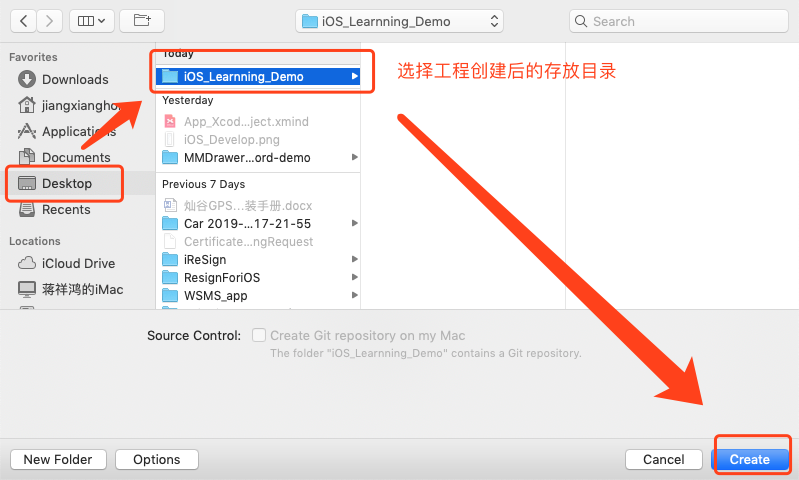 iOS_Learnning_Demo
Search
Favorites
Downloads
jiangxiangho
Applications
Documents
Desktop
Recents
Locations
iCloud Drive
蒋祥鸿的iMac
Today
iOS_Learnning_Demo
Yesterday
App_Xcod...ject.xmind
iOS_Develop.png
MMDrawer...ord-demo
Previous 7 Days
灿谷GPS...装手册.docx
Car 2019-...17-21-55
Certificate...ngRequest
iReSign
ResignForiOS
WSMS_app
选择工程创建后的存放目录
Source Control:
Create Git repository on my Mac
The folder "iOS_Learnning_Demo" contains a Git repository.
New Folder
Options
Cancel
Create